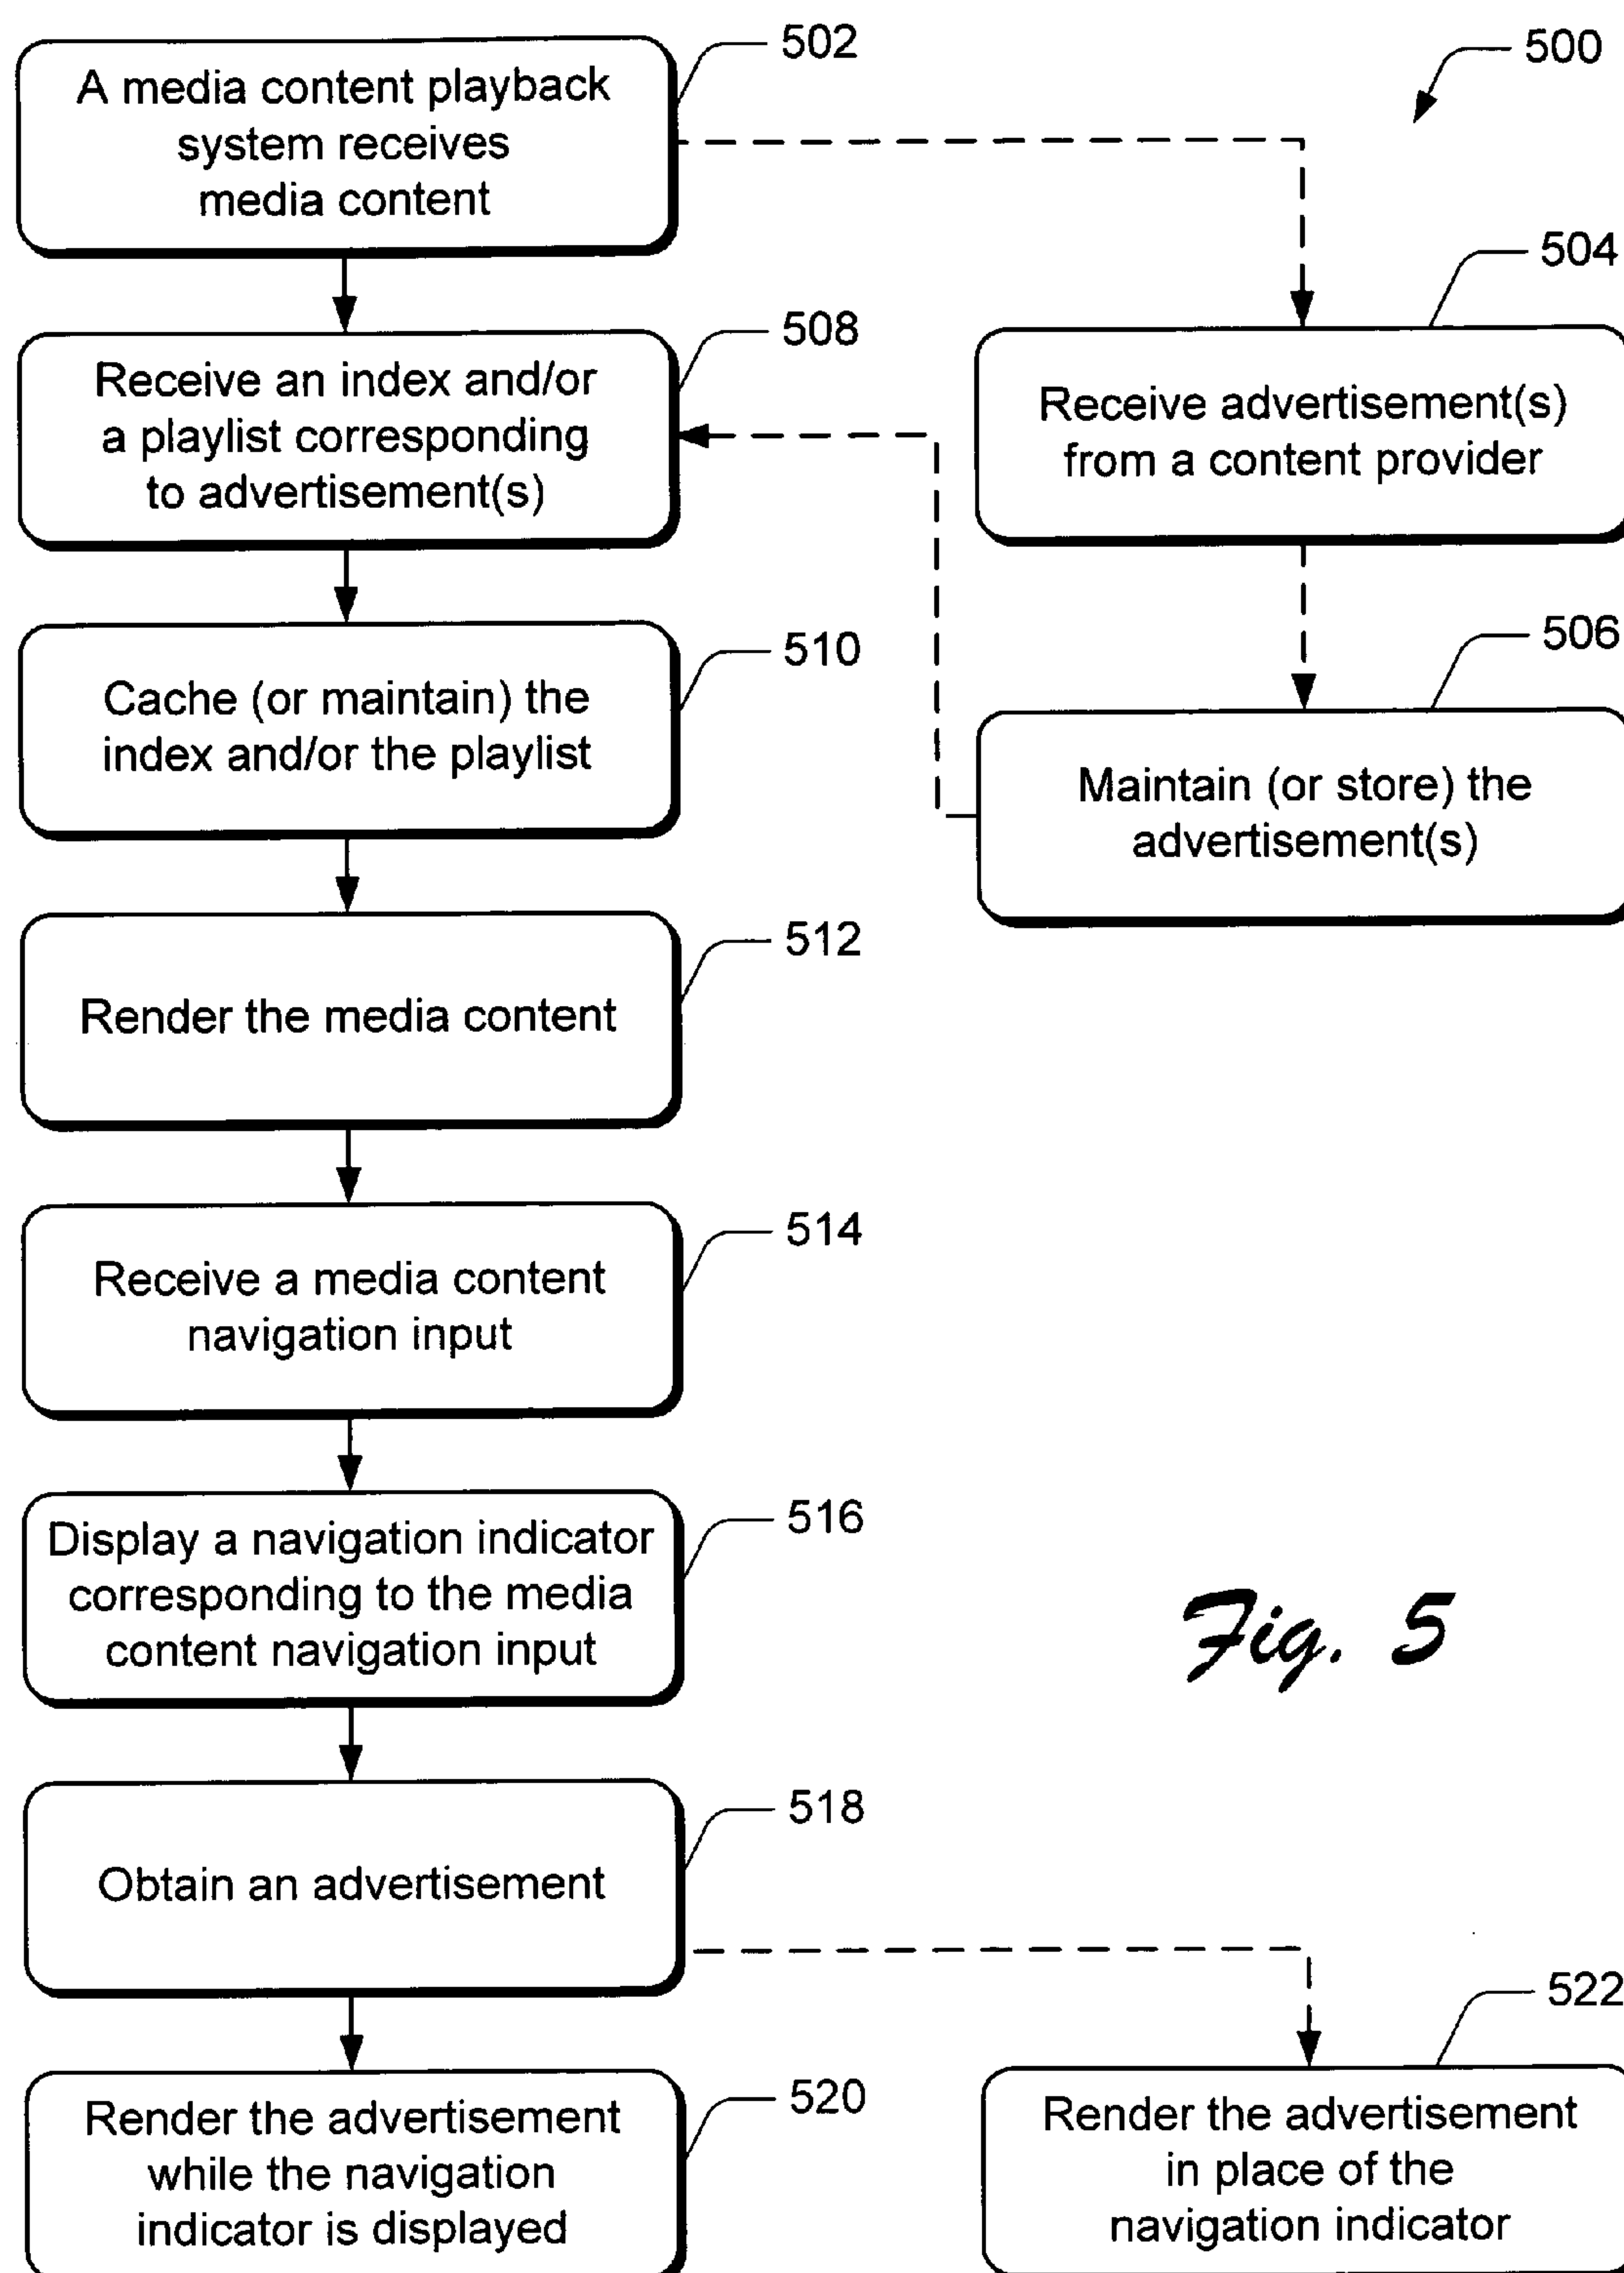 502
500
A media content playback
system receives
media content
504
508
Receive an index and/or
a playlist corresponding
to advertisement(s)
Receive advertisement(s)
from a content provider
510
506
Cache (or maintain) the
index and/or the playlist
Maintain (or store) the
advertisement(s)
512
Render the media content
514
Receive a media content
navigation input
516
Display a navigation indicator
corresponding to the media
content navigation input
Fig. 5
518
Obtain an advertisement
522
520
Render the advertisement
while the navigation
indicator is displayed
Render the advertisement
in place of the
navigation indicator